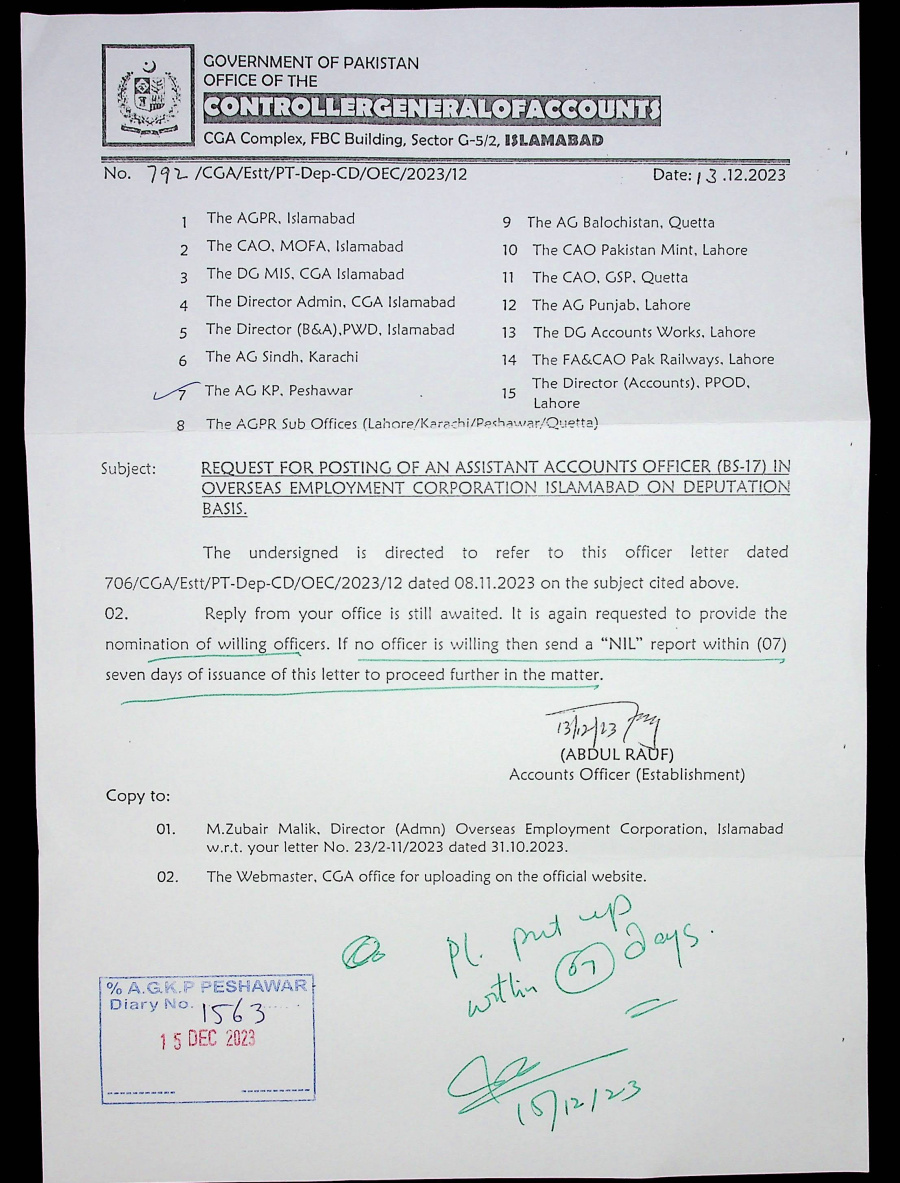 GOVERNMENT OF PAKISTAN
OFFICE OF THE
CONTROLLERGENERALOFACCOUNTS
CGA Complex, FBC Building, Sector G-5/2, ISLAMABAD
No. 792 /CGA/Estt/PT-Dep-CD/OEC/2023/12 Date: 13 .12.2023
1 The AGPR, Islamabad
2 The CAO, MOFA, Islamabad
3 The DG MIS, CGA Islamabad
4 The Director Admin, CGA Islamabad
5 The Director (B&A),PWD, Islamabad
6 The AG Sindh, Karachi
7 The AG KP, Peshawar
8 The AGPR Sub Offices (Lahore/Karachi/Peshawar/Quetta)
9 The AG Balochistan, Quetta
10 The CAO Pakistan Mint, Lahore
11 The CAO, GSP, Quetta
12 The AG Punjab, Lahore
13 The DG Accounts Works, Lahore
14 The FA&CAO Pak Railways, Lahore
15 The Director (Accounts), PPOD,
Lahore
Subject: REQUEST FOR POSTING OF AN ASSISTANT ACCOUNTS OFFICER (BS-17) IN
OVERSEAS EMPLOYMENT CORPORATION ISLAMABAD ON DEPUTATION
BASIS.
The undersigned is directed to refer to this officer letter dated
706/CGA/Estt/PT-Dep-CD/OEC/2023/12 dated 08.11.2023 on the subject cited above.
02. Reply from your office is still awaited. It is again requested to provide the
nomination of willing officers. If no officer is willing then send a “NIL” report within (07)
seven days of issuance of this letter to proceed further in the matter.
13/12/23
(ABDUL RAUF)
Accounts Officer (Establishment)
Copy to:
01. M.Zubair Malik, Director (Admn) Overseas Employment Corporation, Islamabad
w.r.t. your letter No. 23/2-11/2023 dated 31.10.2023.
02. The Webmaster, CGA office for uploading on the official website.
Pl. put up
within 07 days.
15/12/23
% A.G.K.P PESHAWAR
Diary No. 1563
15 DEC 2023